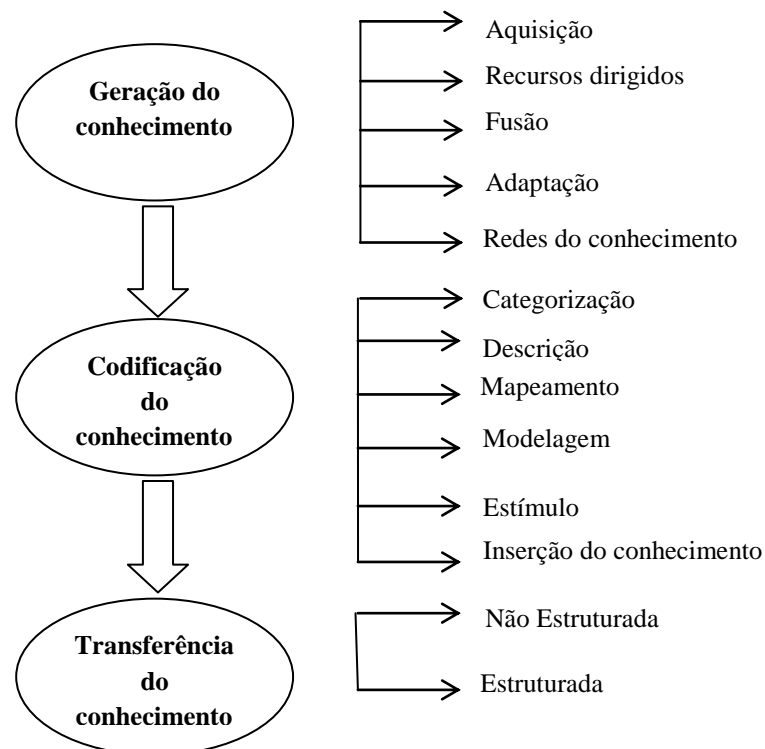 Geração do
conhecimento
Aquisição
Recursos dirigidos
Fusão
Adaptação
Redes do conhecimento
Codificação
do
conhecimento
Categorização
Descrição
Mapeamento
Modelagem
Estímulo
Inserção do conhecimento
Transferência
do
conhecimento
Não Estruturada
Estruturada